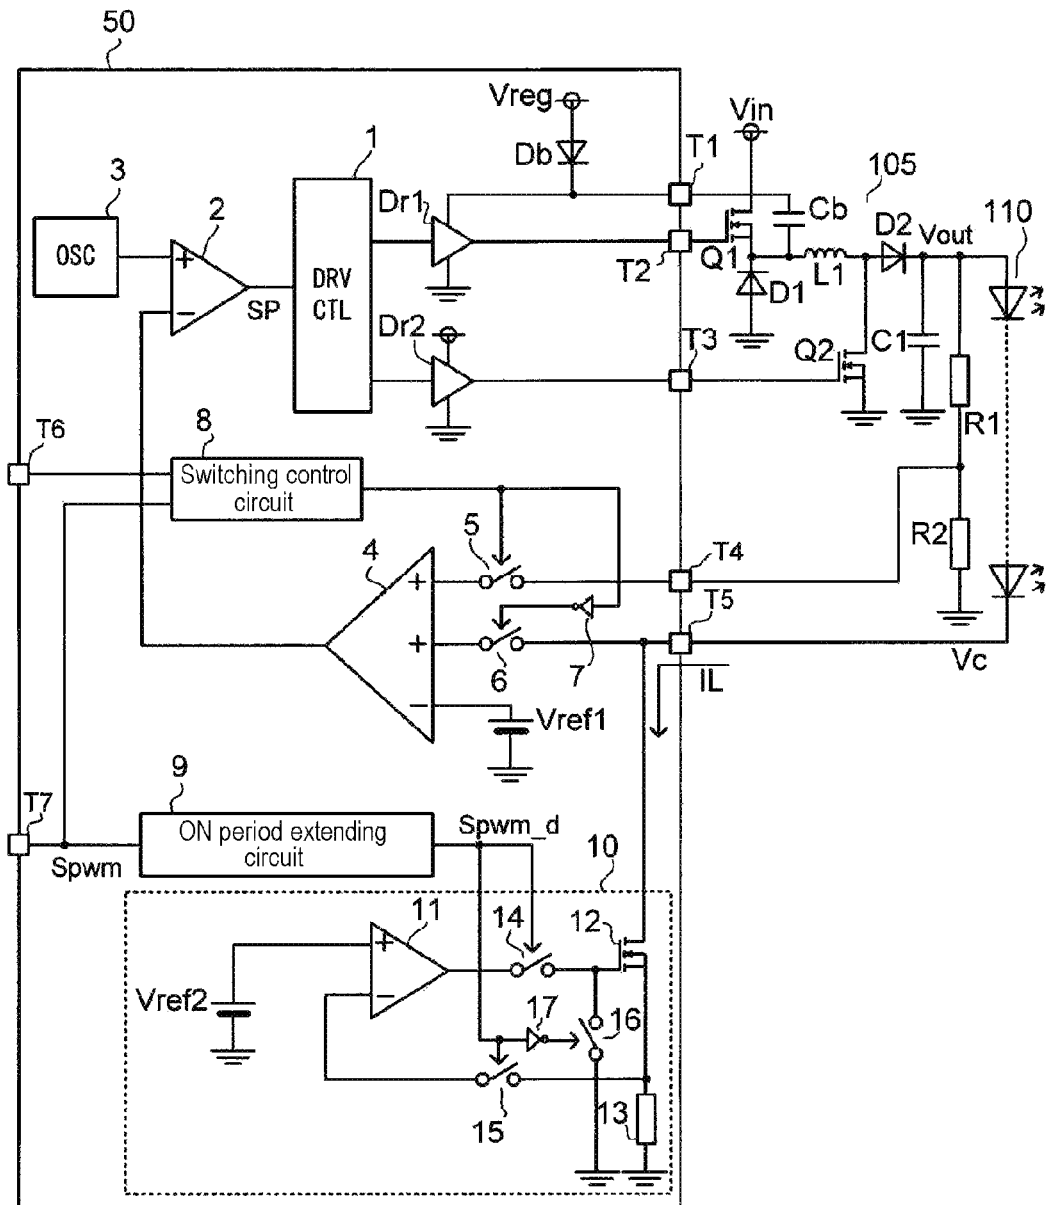 50
Vreg
Vin
3
1
Db
T1
105
OSC
2
Dr1
Cb
D2
110
+
DRV
CTL
T2
Q1
Vout
L1
−
SP
D1
Dr2
T3
Q2
C1
T6
8
R1
Switching control
circuit
5
4
R2
T4
+
T5
+
7
6
Vc
IL
−
Vref1
9
T7
ON period extending
circuit
Spwm_d
Spwm
10
11
14
12
+
−
Vref2
17
16
15
13